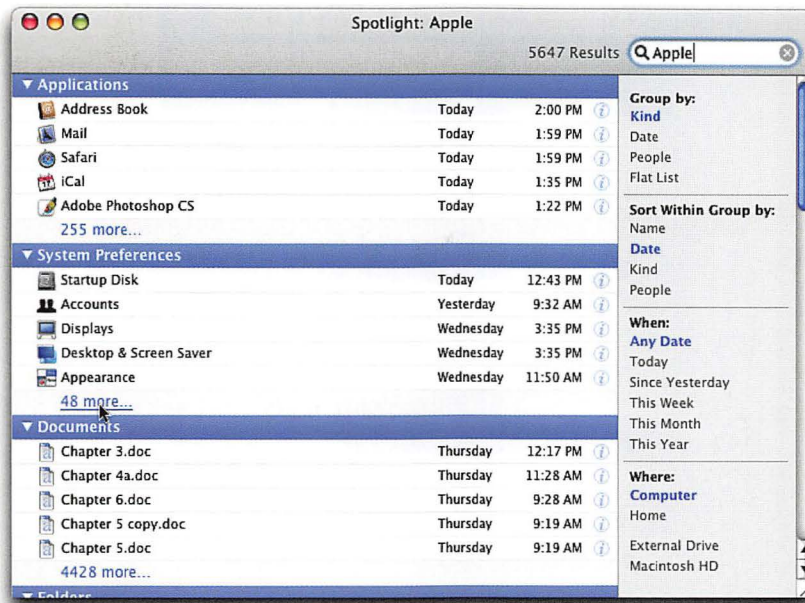 Spotlight: Apple
5647 Results
Apple
Applications
Address Book Today 2:00 PM
Mail Today 1:59 PM
Safari Today 1:59 PM
iCal Today 1:35 PM
Adobe Photoshop CS Today 1:22 PM
255 more...
System Preferences
Startup Disk Today 12:43 PM
Accounts Yesterday 9:32 AM
Displays Wednesday 3:35 PM
Desktop & Screen Saver Wednesday 3:35 PM
Appearance Wednesday 11:50 AM
48 more...
Documents
Chapter 3.doc Thursday 12:17 PM
Chapter 4a.doc Thursday 11:28 AM
Chapter 6.doc Thursday 9:28 AM
Chapter 5 copy.doc Thursday 9:19 AM
Chapter 5.doc Thursday 9:19 AM
4428 more...
Folders
Group by:
Kind
Date
People
Flat List
Sort Within Group by:
Name
Date
Kind
People
When:
Any Date
Today
Since Yesterday
This Week
This Month
This Year
Where:
Computer
Home
External Drive
Macintosh HD